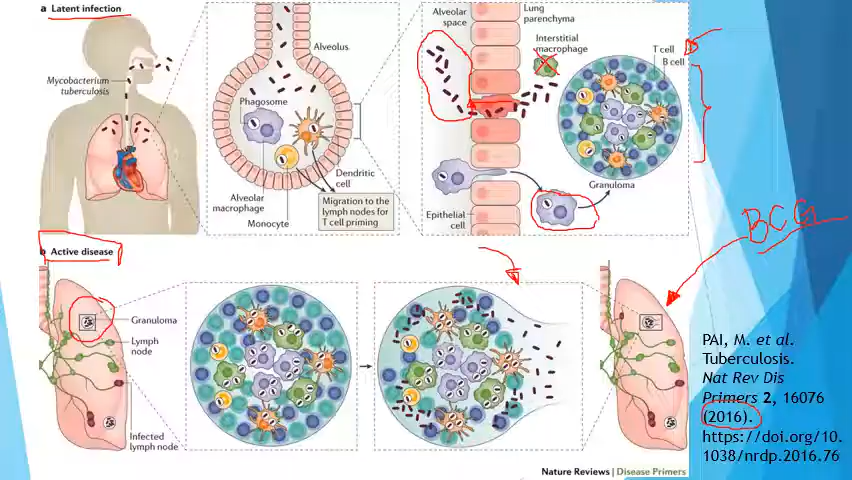 a Latent infection
Mycobacterium
tuberculosis
Alveolus
Phagosome
Dendritic
cell
Alveolar
macrophage
Monocyte
Migration to the
lymph nodes for
T cell priming
Alveolar
space
Lung
parenchyma
Interstitial
macrophage
T cell
B cell
Granuloma
Epithelial
cell
BCG
b Active disease
Granuloma
Lymph
node
Infected
lymph node
PAI, M. et al.
Tuberculosis.
Nat Rev Dis
Primers 2, 16076
(2016).
https://doi.org/10.
1038/nrdp.2016.76
Nature Reviews | Disease Primers